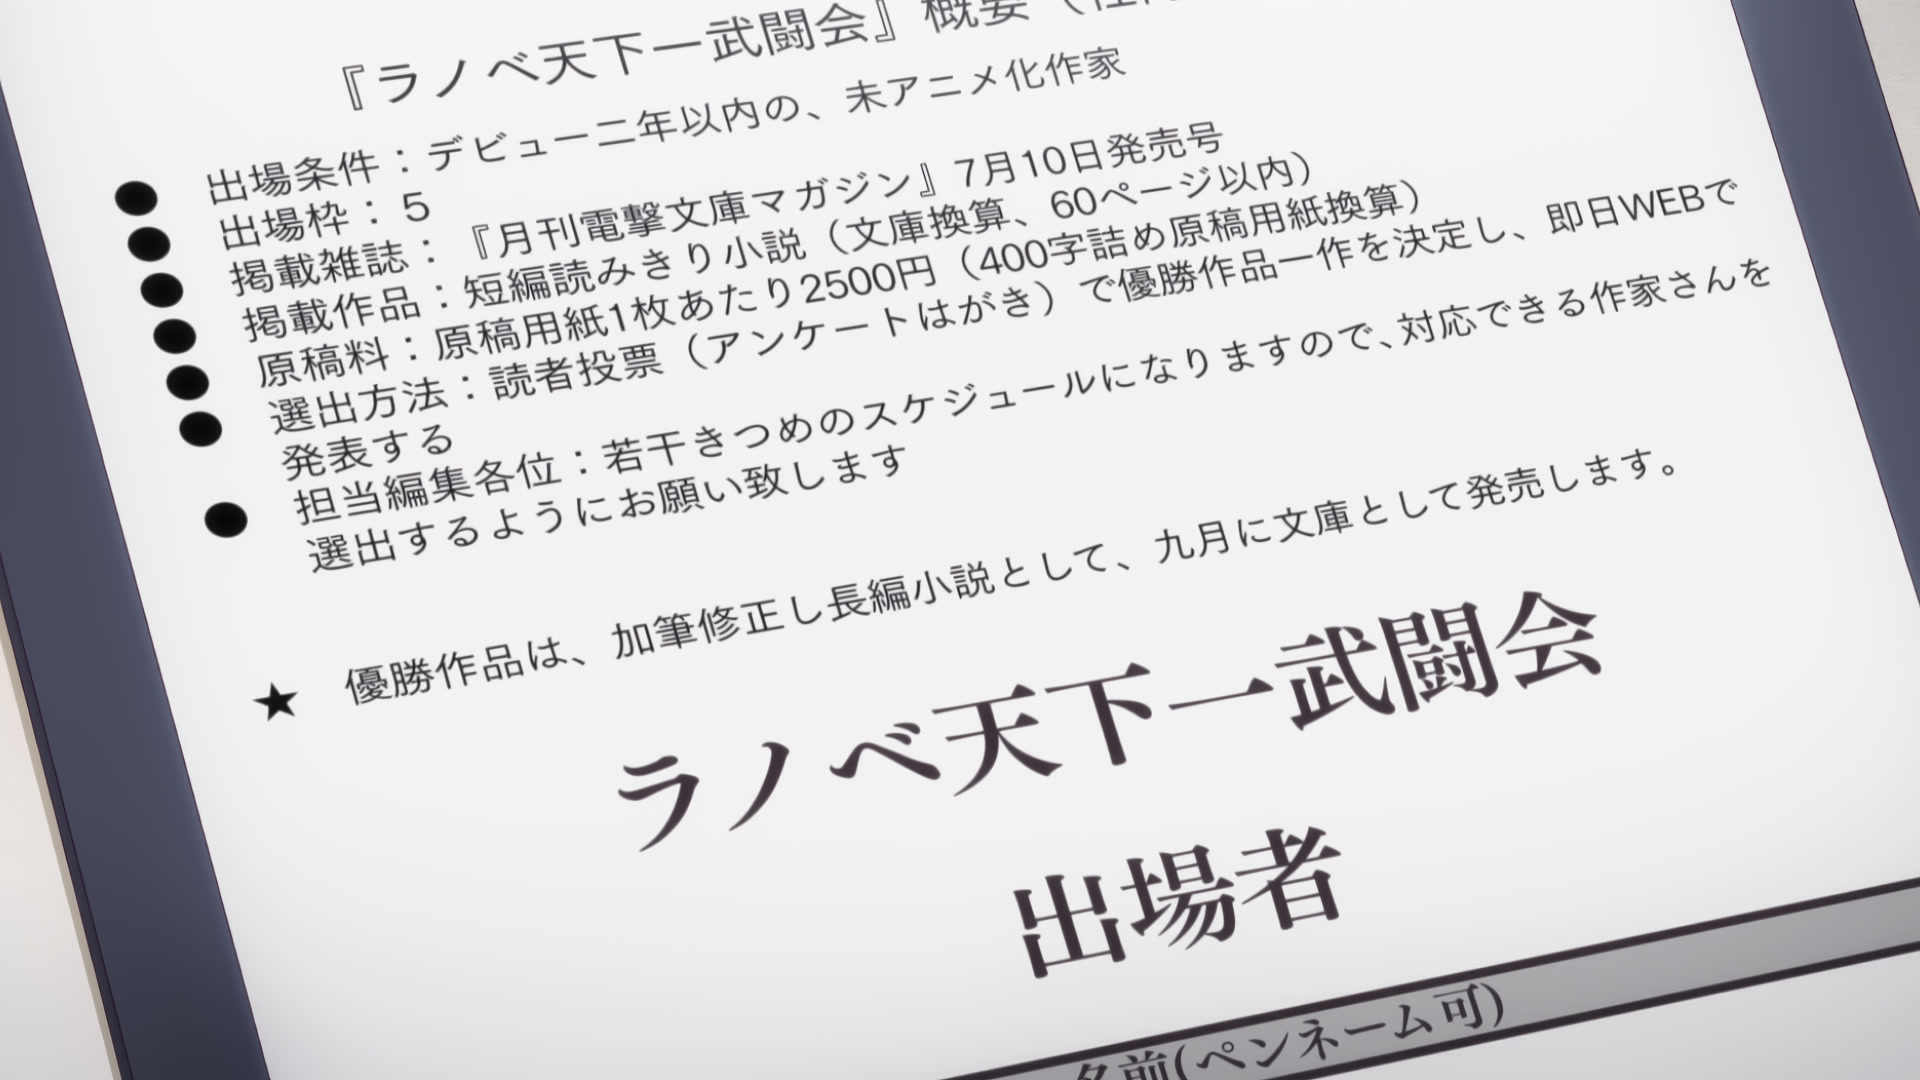 『ラノベ天下一武闘会』概要（社
● 出場条件：デビュー二年以内の、未アニメ化作家
● 出場枠：５
● 掲載雑誌：『月刊電撃文庫マガジン』7月10日発売号
● 掲載作品：短編読みきり小説（文庫換算、60ページ以内）
● 原稿料：原稿用紙1枚あたり2500円（400字詰め原稿用紙換算）
● 選出方法：読者投票（アンケートはがき）で優勝作品一作を決定し、即日WEBで
発表する
● 担当編集各位：若干きつめのスケジュールになりますので、対応できる作家さんを
選出するようにお願い致します
★ 優勝作品は、加筆修正し長編小説として、九月に文庫として発売します。
ラノベ天下一武闘会
出場者
名前(ペンネーム可)